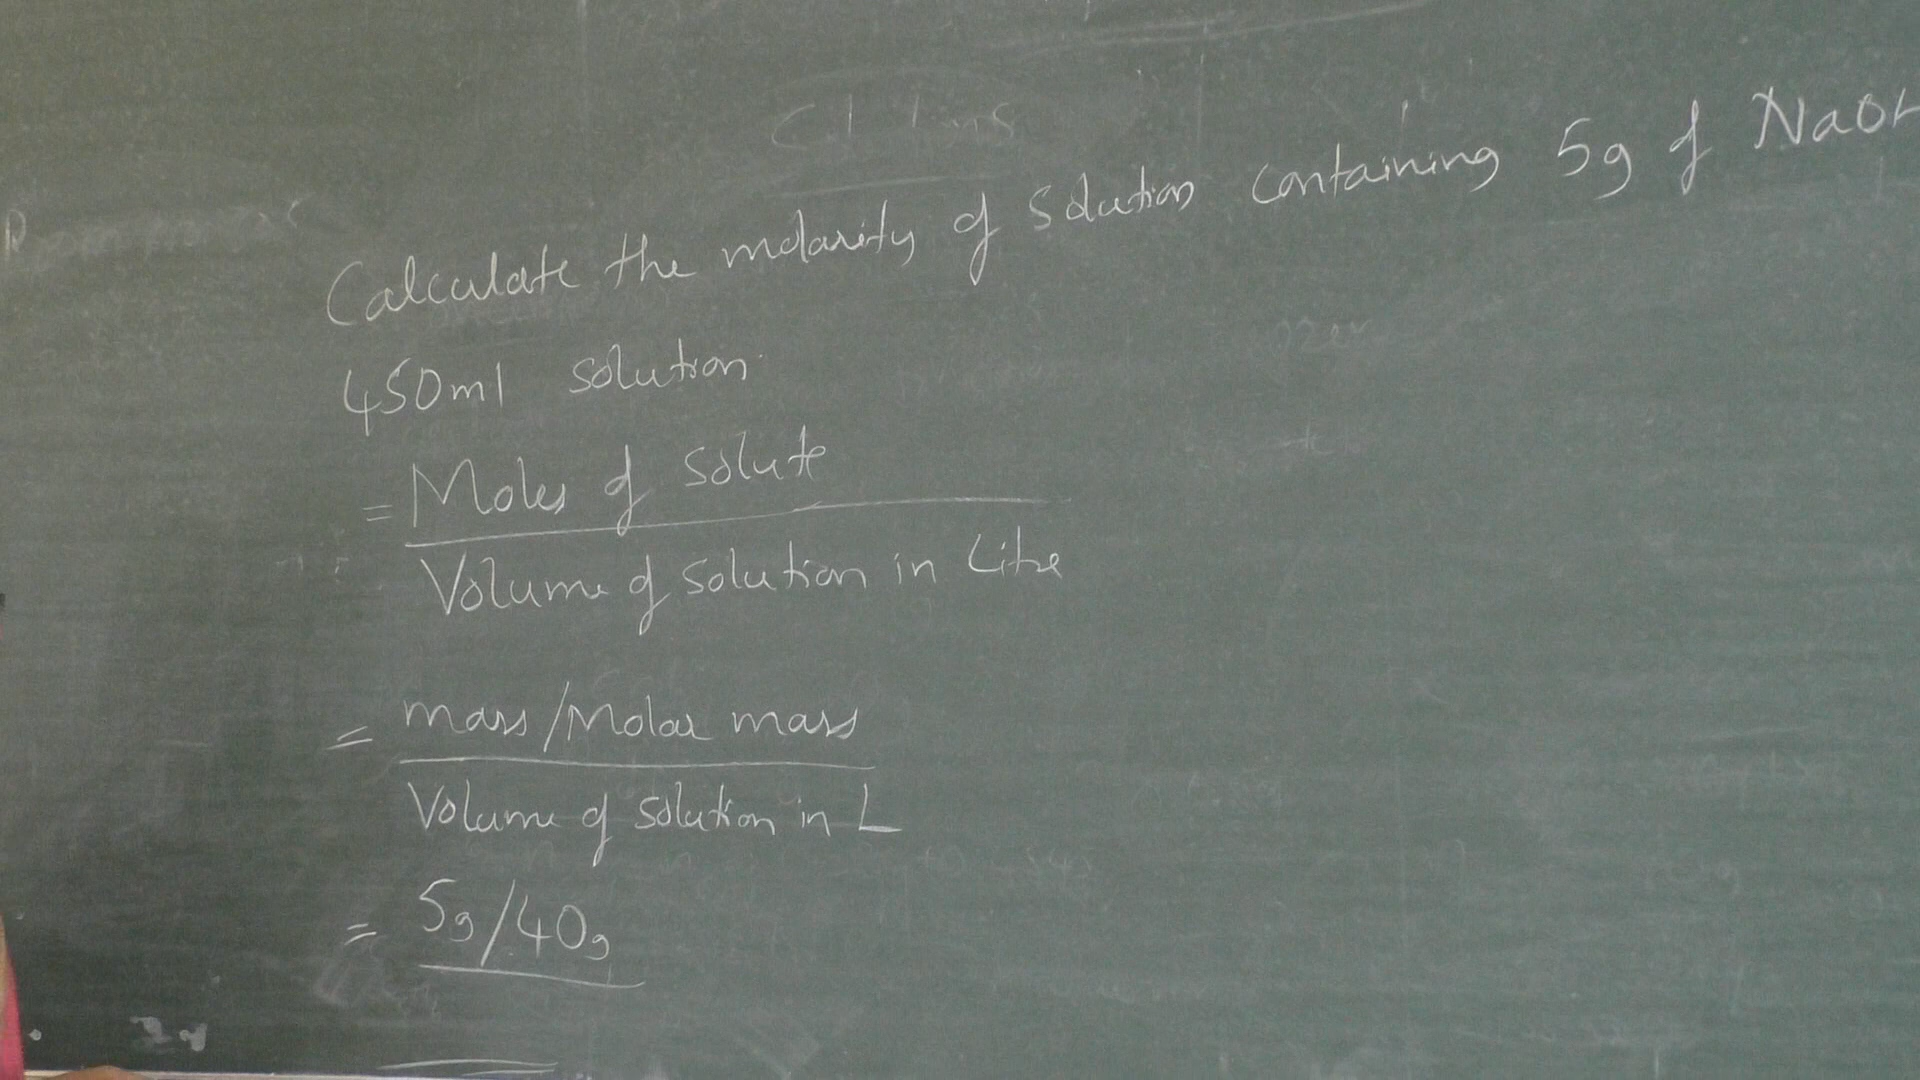 Calculate the molarity of solution containing 5g of NaOH
450ml solution.
= Moles of solute
Volume of solution in Litre
= mass/Molar mass
Volume of solution in L
= 5g/40g